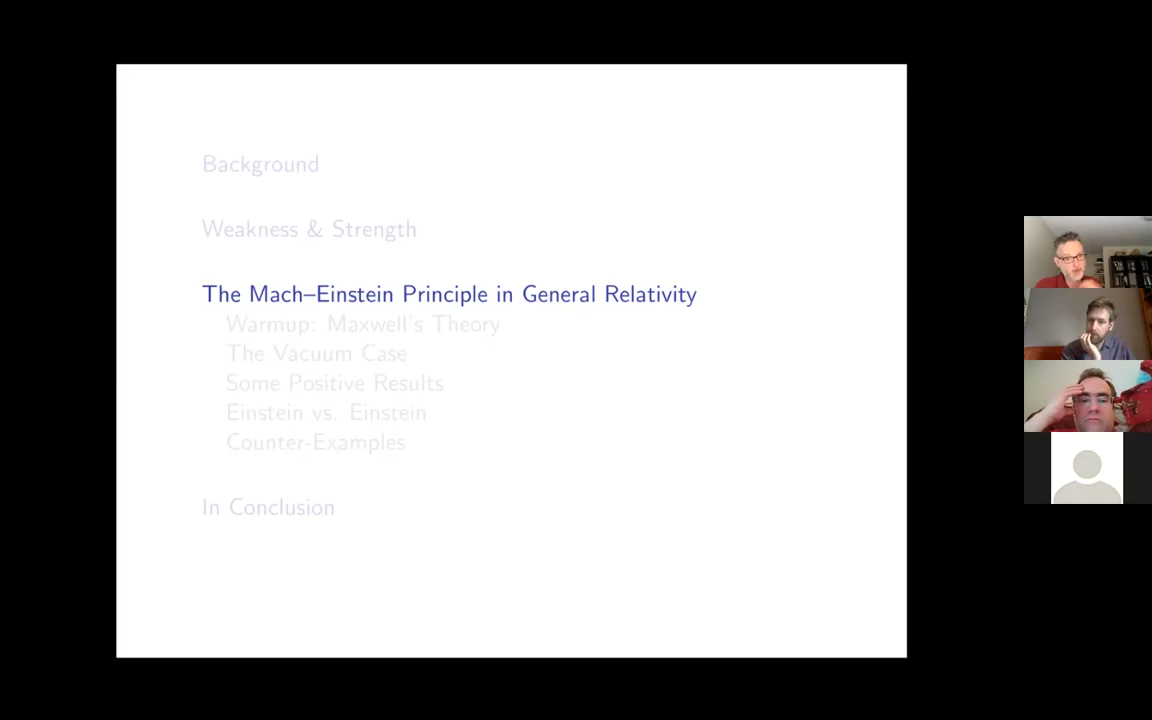 Background
Weakness & Strength
The Mach–Einstein Principle in General Relativity
Warmup: Maxwell's Theory
The Vacuum Case
Some Positive Results
Einstein vs. Einstein
Counter-Examples
In Conclusion